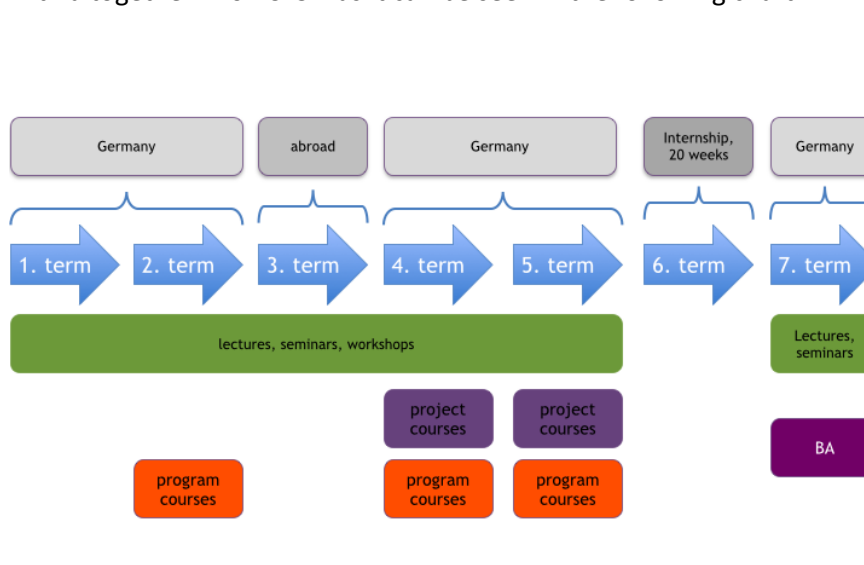 Germany
abroad
Germany
Internship,
20 weeks
Germany
1. term
2. term
3. term
4. term
5. term
6. term
7. term
lectures, seminars, workshops
Lectures,
seminars
project
courses
project
courses
BA
program
courses
program
courses
program
courses